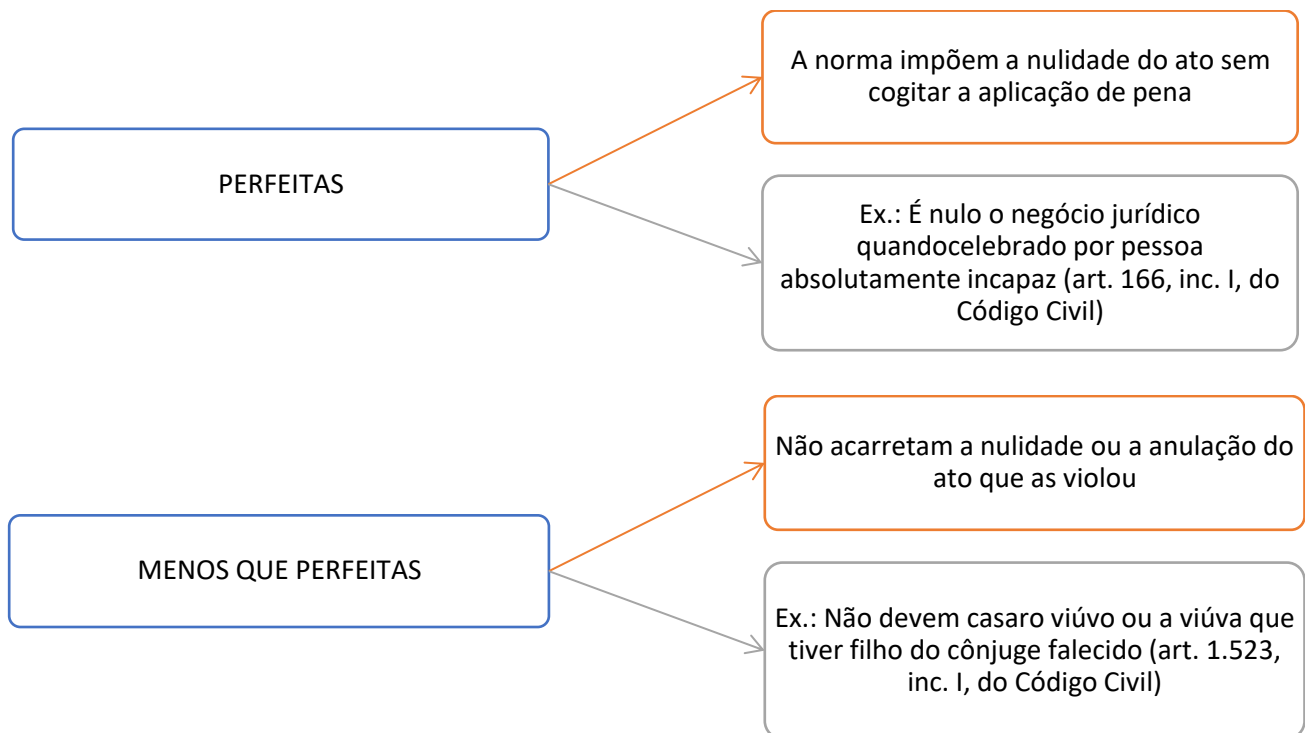 PERFEITAS
A norma impõem a nulidade do ato sem
cogitar a aplicação de pena
Ex.: É nulo o negócio jurídico
quandocelebrado por pessoa
absolutamente incapaz (art. 166, inc. I, do
Código Civil)
MENOS QUE PERFEITAS
Não acarretam a nulidade ou a anulação do
ato que as violou
Ex.: Não devem casaro viúvo ou a viúva que
tiver filho do cônjuge falecido (art. 1.523,
inc. I, do Código Civil)